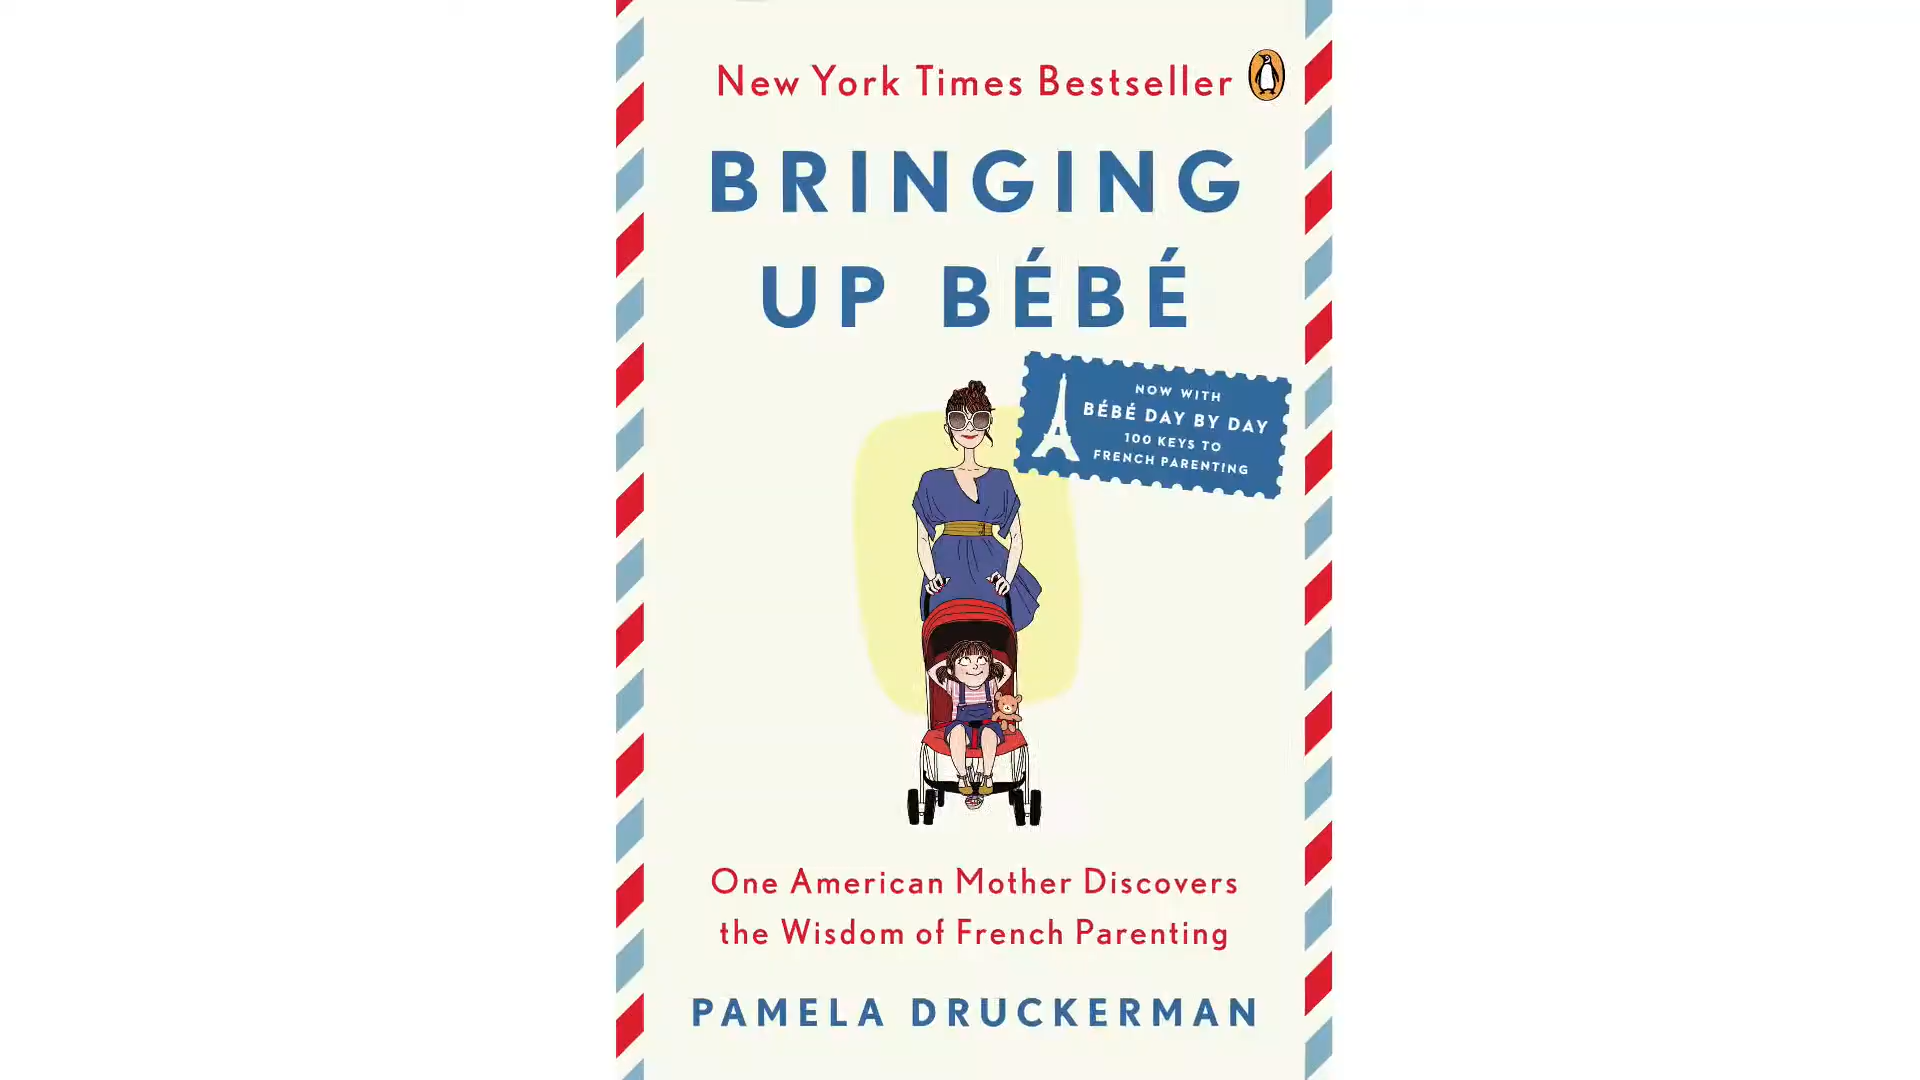 New York Times Bestseller
BRINGING
UP BÉBÉ
NOW WITH
BÉBÉ DAY BY DAY
100 KEYS TO
FRENCH PARENTING
One American Mother Discovers
the Wisdom of French Parenting
PAMELA DRUCKERMAN